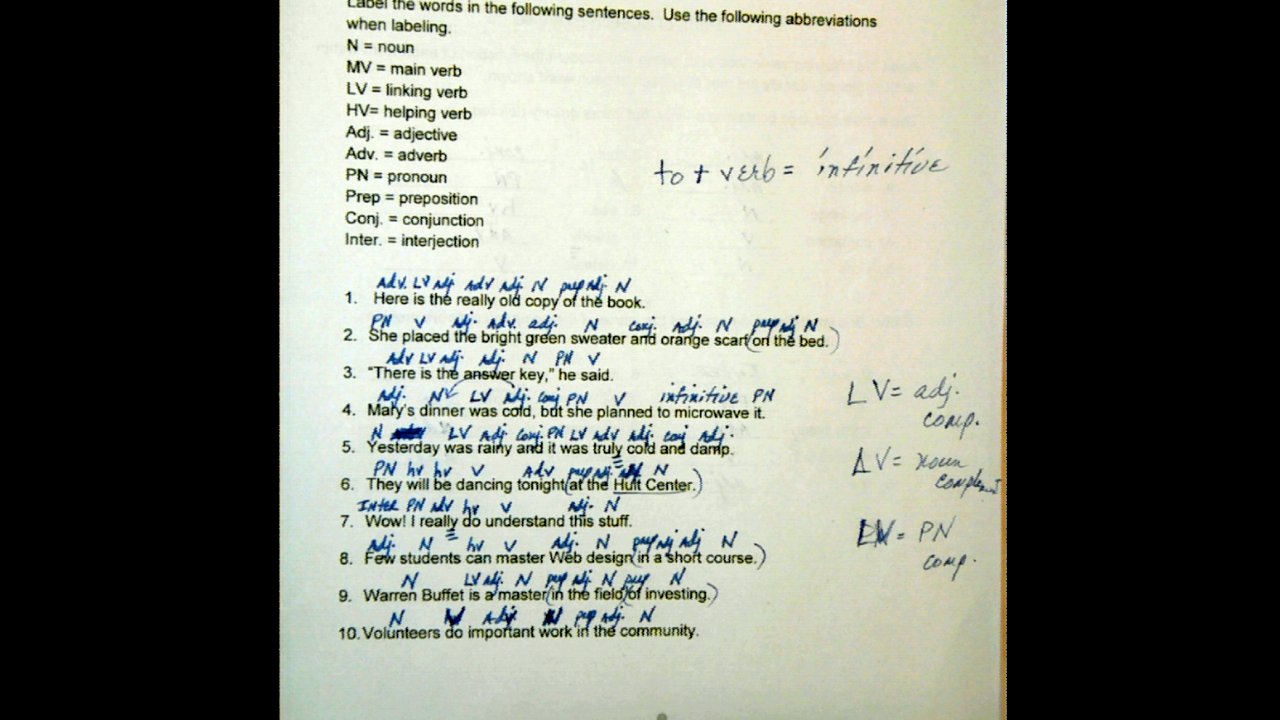 Label the words in the following sentences. Use the following abbreviations
when labeling.
N = noun
MV = main verb
LV = linking verb
HV= helping verb
Adj. = adjective
Adv. = adverb
PN = pronoun
Prep = preposition
Conj. = conjunction
Inter. = interjection
to + verb = infinitive
Adv. LV adj adv adj N prep adj. N
1. Here is the really old copy of the book.
PN V adj. adv. adj. N conj. adj. N prep adj N
2. She placed the bright green sweater and orange scarf (on the bed.)
Adv LV adj. adj. N PN V
3. "There is the answer key," he said.
Adj. N LV adj. conj PN V infinitive PN
4. Mary's dinner was cold, but she planned to microwave it.
N LV Adj conj PN LV adv adj. conj adj.
5. Yesterday was rainy and it was truly cold and damp.
PN hv hv V Adv prep adj. N
6. They will be dancing tonight (at the Hult Center.)
INTER PN adv hv V adj. N
7. Wow! I really do understand this stuff.
Adj. N hv V Adj. N prep adj adj N
8. Few students can master Web design (in a short course.)
N LV adj. N prep adj N prep N
9. Warren Buffet is a master (in the field) (of investing.)
N Adj. N prep adj. N
10. Volunteers do important work in the community.
LV = adj.
comp.
LV = noun
complement
LV = PN
comp.